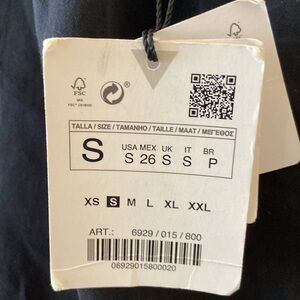 FSC
MIX
TALLA / SIZE / TAMANHO / TAILLE / MAAT / ΜΕΓΕΘΟΣ
S
USA MEX UK IT BR
S 26 S S P
XS S M L XL XXL
ART.: 6929 / 015 / 800
06929015800020